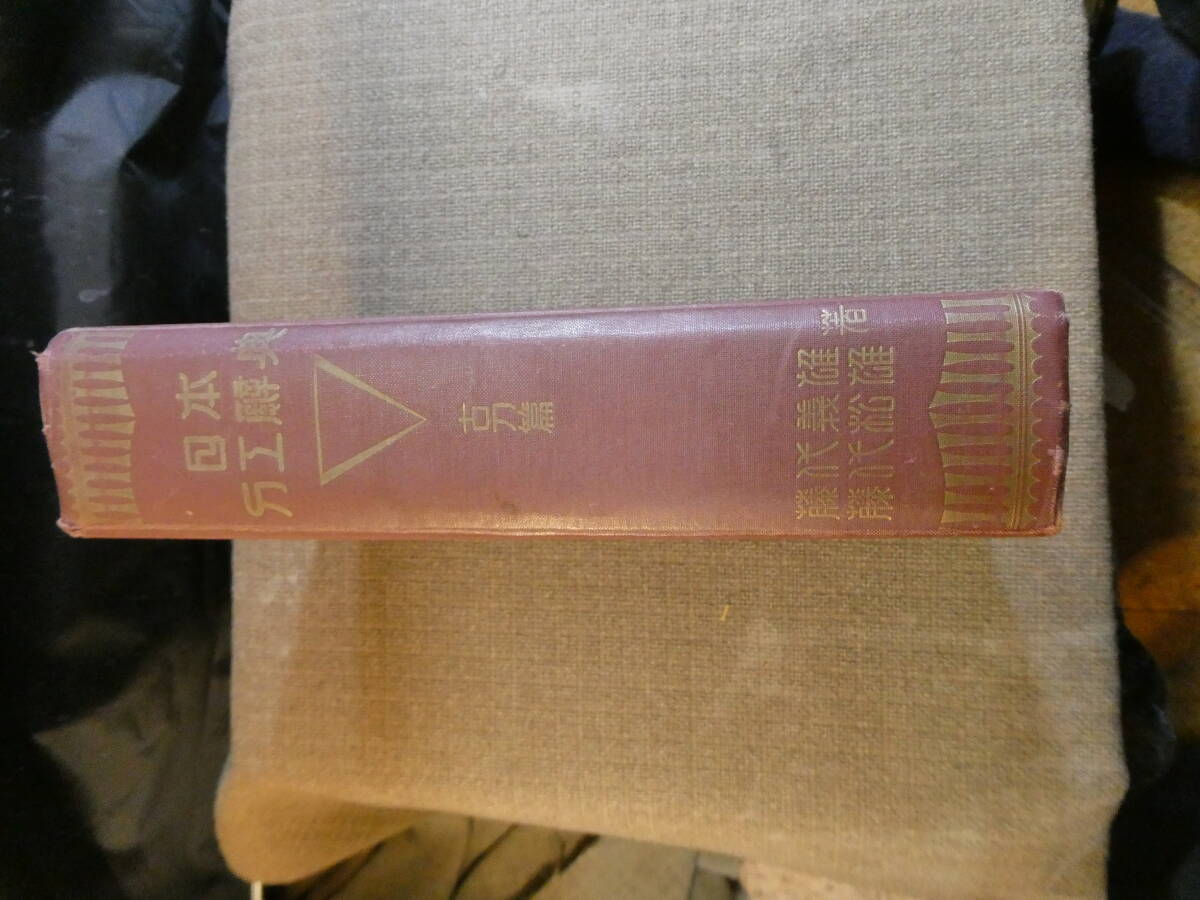 日本
刀工辭典
古刀篇
藤代義雄
藤代松雄
著